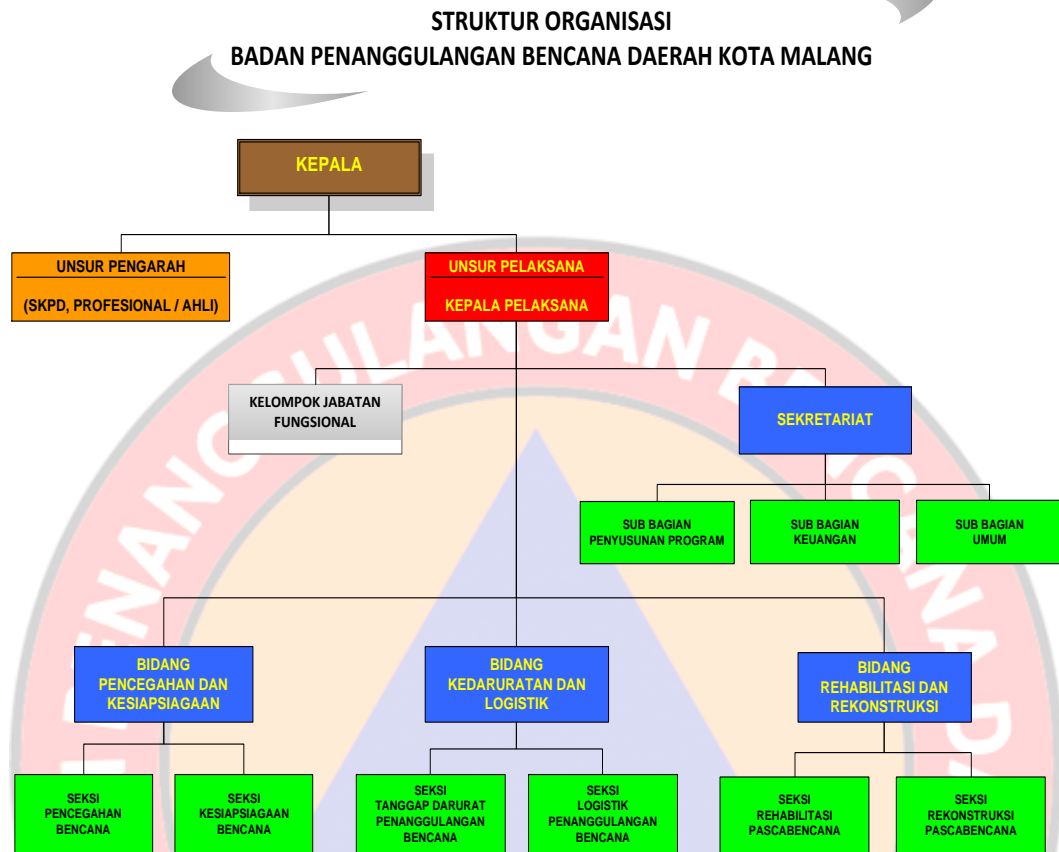 STRUKTUR ORGANISASI
BADAN PENANGGULANGAN BENCANA DAERAH KOTA MALANG
KEPALA
UNSUR PENGARAH
(SKPD, PROFESIONAL / AHLI)
UNSUR PELAKSANA
KEPALA PELAKSANA
KELOMPOK JABATAN
FUNGSIONAL
SEKRETARIAT
SUB BAGIAN
PENYUSUNAN PROGRAM
SUB BAGIAN
KEUANGAN
SUB BAGIAN
UMUM
BIDANG
PENCEGAHAN DAN
KESIAPSIAGAAN
BIDANG
KEDARURATAN DAN
LOGISTIK
BIDANG
REHABILITASI DAN
REKONSTRUKSI
SEKSI
PENCEGAHAN
BENCANA
SEKSI
KESIAPSIAGAAN
BENCANA
SEKSI
TANGGAP DARURAT
PENANGGULANGAN
BENCANA
SEKSI
LOGISTIK
PENANGGULANGAN
BENCANA
SEKSI
REHABILITASI
PASCABENCANA
SEKSI
REKONSTRUKSI
PASCABENCANA